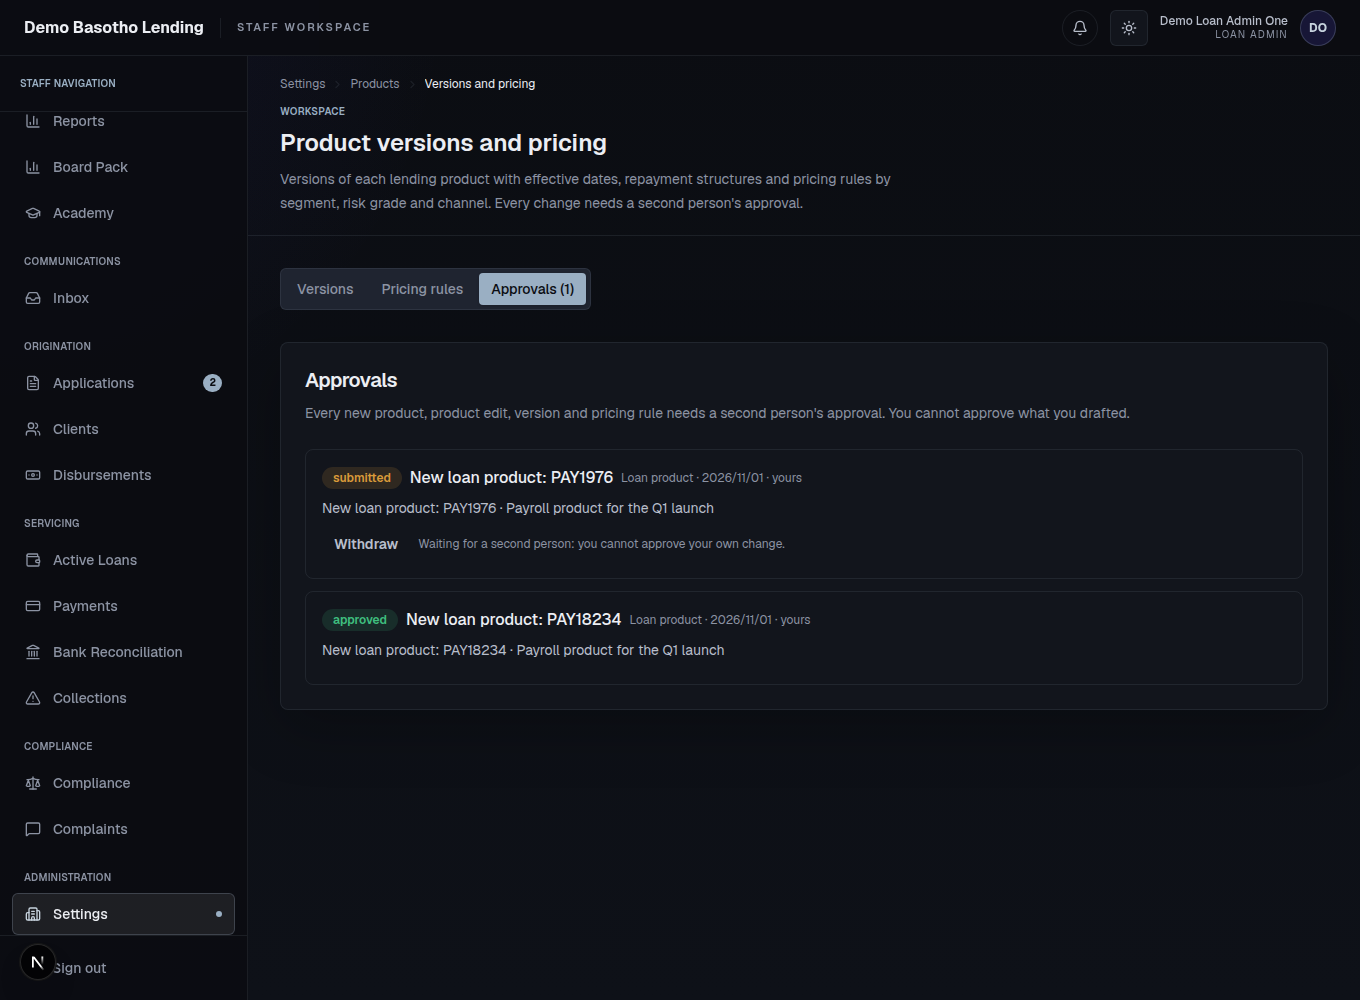 Demo Basotho Lending
STAFF WORKSPACE
Demo Loan Admin One
LOAN ADMIN
DO
STAFF NAVIGATION
Reports
Board Pack
Academy
COMMUNICATIONS
Inbox
ORIGINATION
Applications
2
Clients
Disbursements
SERVICING
Active Loans
Payments
Bank Reconciliation
Collections
COMPLIANCE
Compliance
Complaints
ADMINISTRATION
Settings
N
Sign out
Settings › Products › Versions and pricing
WORKSPACE
Product versions and pricing
Versions of each lending product with effective dates, repayment structures and pricing rules by
segment, risk grade and channel. Every change needs a second person's approval.
Versions
Pricing rules
Approvals (1)
Approvals
Every new product, product edit, version and pricing rule needs a second person's approval. You cannot approve what you drafted.
submitted New loan product: PAY1976 Loan product · 2026/11/01 · yours
New loan product: PAY1976 · Payroll product for the Q1 launch
Withdraw Waiting for a second person: you cannot approve your own change.
approved New loan product: PAY18234 Loan product · 2026/11/01 · yours
New loan product: PAY18234 · Payroll product for the Q1 launch